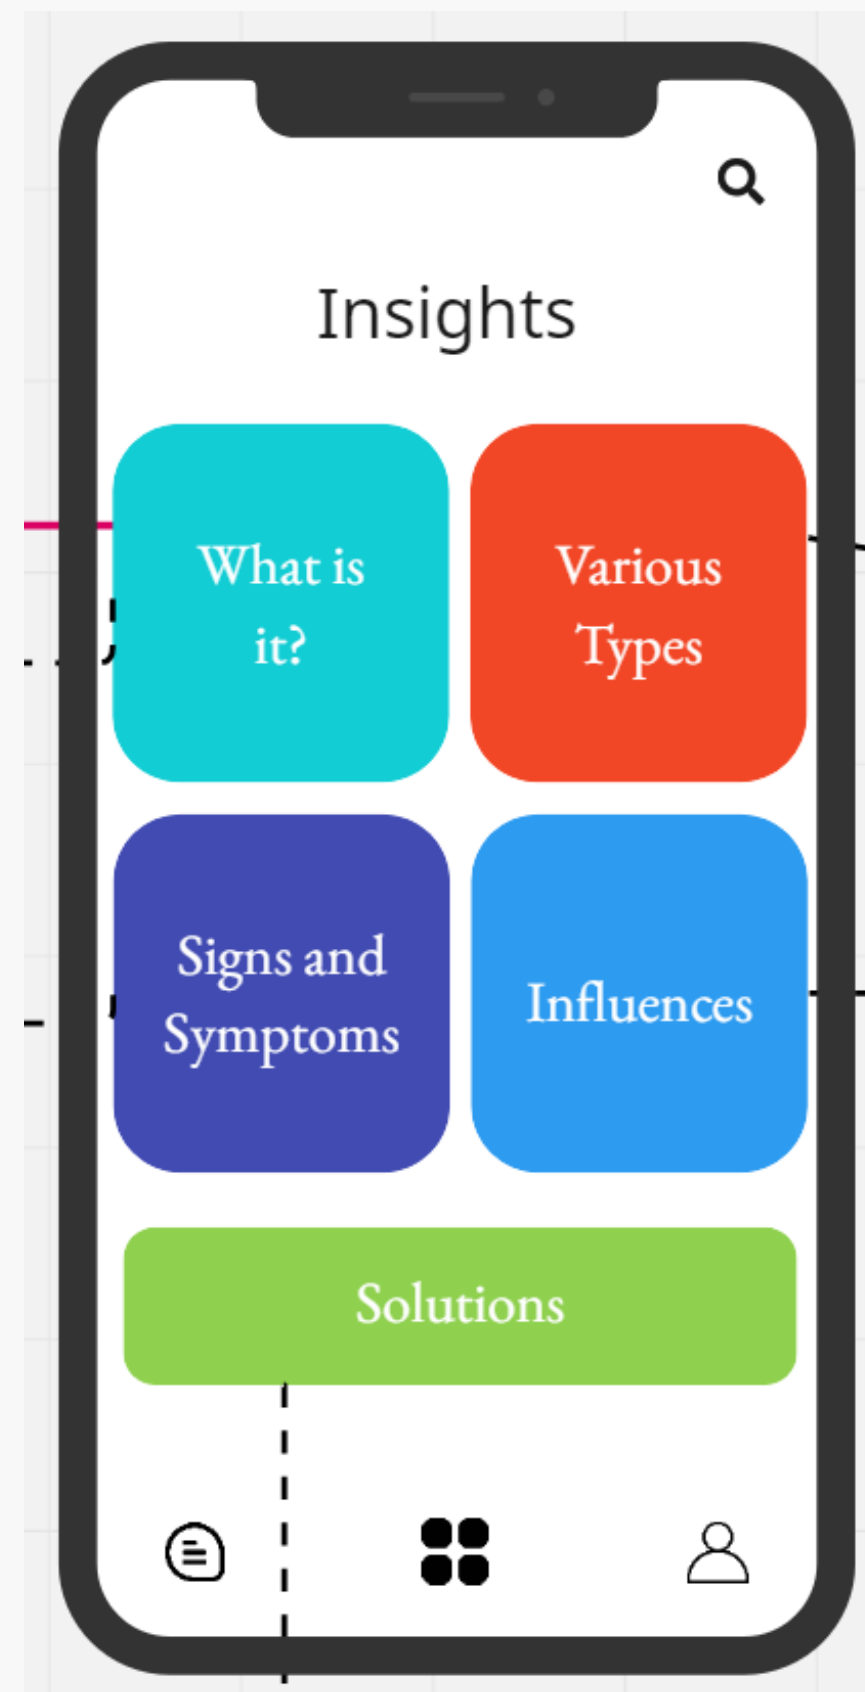 Insights
What is
it?
Various
Types
Signs and
Symptoms
Influences
Solutions